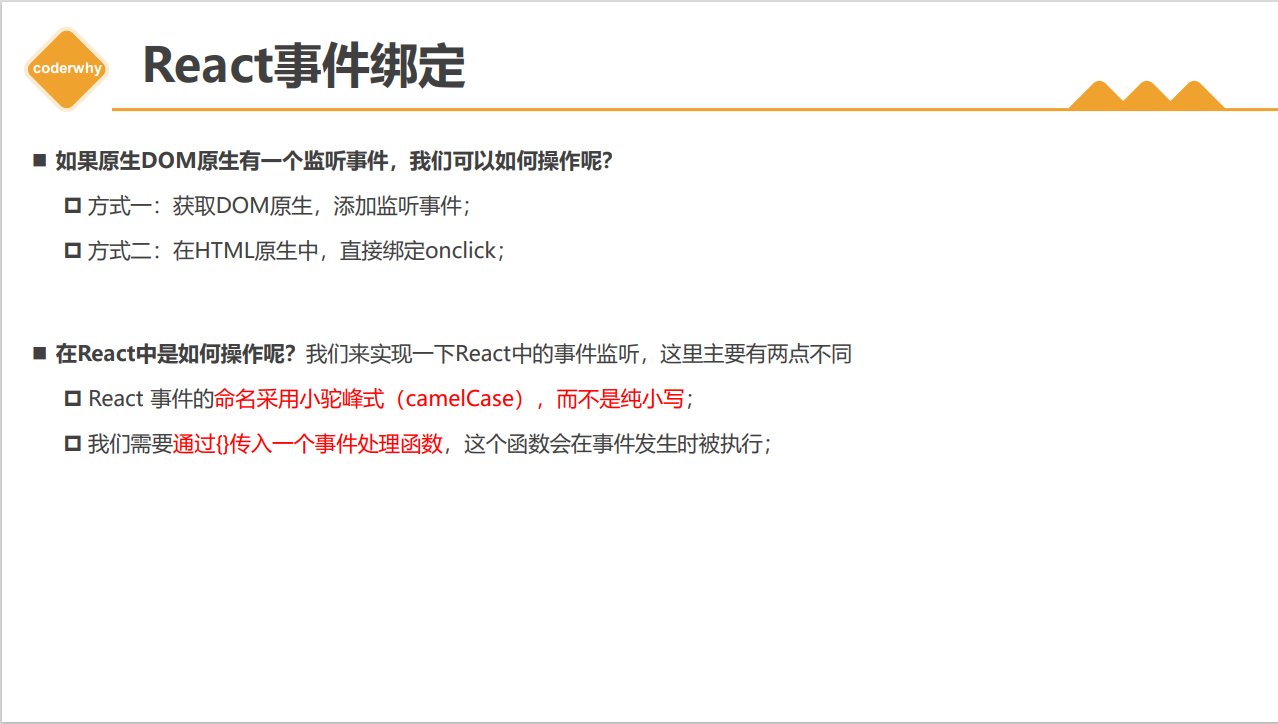 coderwhy
React事件绑定
如果原生DOM原生有一个监听事件，我们可以如何操作呢？
方式一：获取DOM原生，添加监听事件；
方式二：在HTML原生中，直接绑定onclick；
在React中是如何操作呢？我们来实现一下React中的事件监听，这里主要有两点不同
React 事件的命名采用小驼峰式（camelCase），而不是纯小写；
我们需要通过{}传入一个事件处理函数，这个函数会在事件发生时被执行；